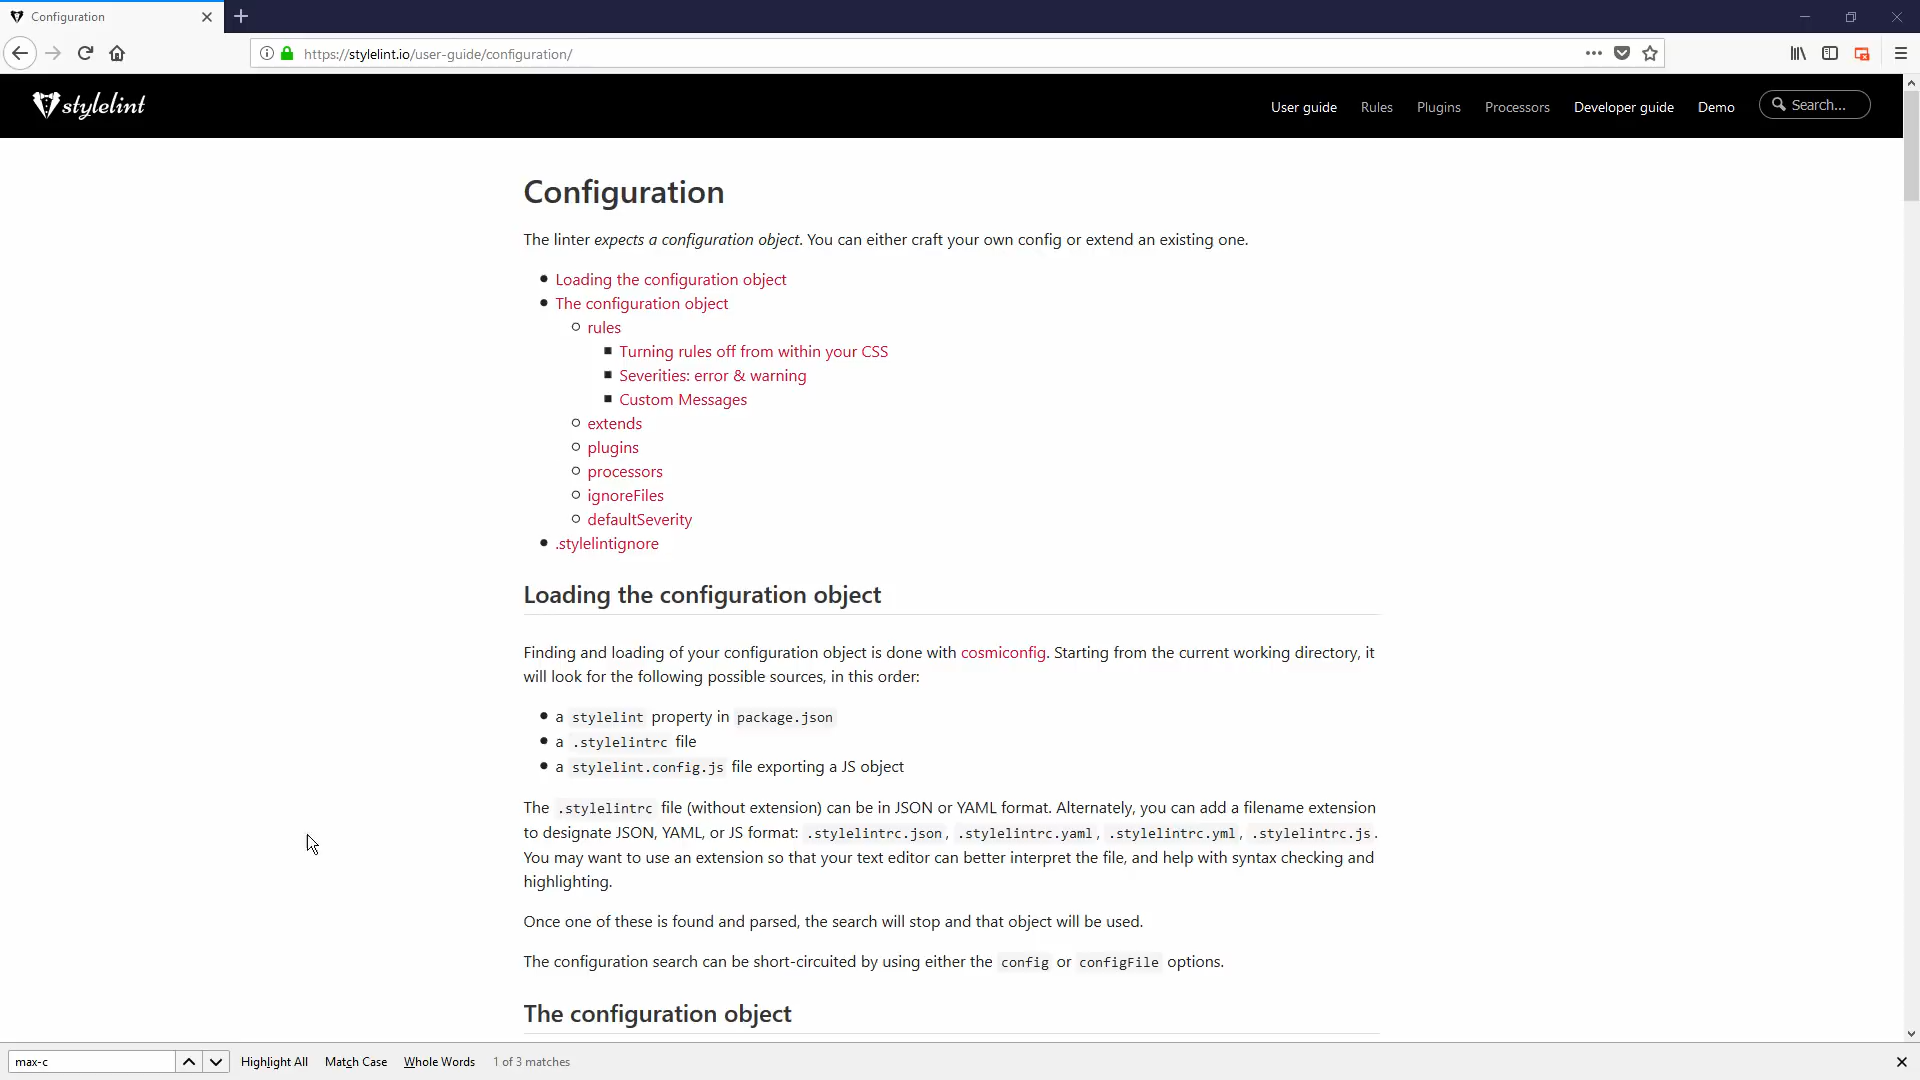 Configuration
https://stylelint.io/user-guide/configuration/
stylelint
User guide Rules Plugins Processors Developer guide Demo Search...
Configuration
The linter expects a configuration object. You can either craft your own config or extend an existing one.
Loading the configuration object
The configuration object
rules
Turning rules off from within your CSS
Severities: error & warning
Custom Messages
extends
plugins
processors
ignoreFiles
defaultSeverity
.stylelintignore
Loading the configuration object
Finding and loading of your configuration object is done with cosmiconfig. Starting from the current working directory, it
will look for the following possible sources, in this order:
a stylelint property in package.json
a .stylelintrc file
a stylelint.config.js file exporting a JS object
The .stylelintrc file (without extension) can be in JSON or YAML format. Alternately, you can add a filename extension
to designate JSON, YAML, or JS format: .stylelintrc.json, .stylelintrc.yaml, .stylelintrc.yml, .stylelintrc.js.
You may want to use an extension so that your text editor can better interpret the file, and help with syntax checking and
highlighting.
Once one of these is found and parsed, the search will stop and that object will be used.
The configuration search can be short-circuited by using either the config or configFile options.
The configuration object
max-c Highlight All Match Case Whole Words 1 of 3 matches